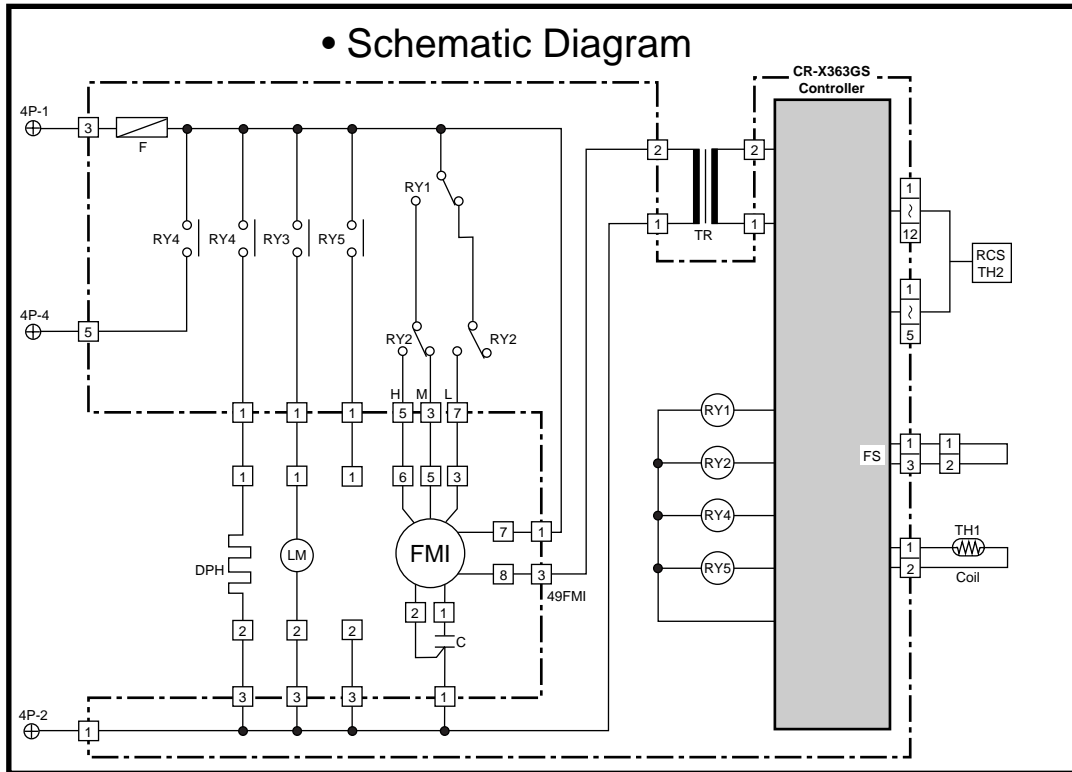 • Schematic Diagram
CR-X363GS
Controller
4P-1
3
F
2
2
1
12
RY1
RY4
RY4
RY3
RY5
1
TR
1
RCS
TH2
1
5
4P-4
5
RY2
RY2
H
M
L
1
1
1
5
3
7
RY1
1
1
1
6
5
3
FS
1
3
1
2
RY2
RY4
DPH
LM
FMI
7
1
8
3
49FMI
1
2
TH1
Coil
RY5
2
1
2
2
2
C
3
3
3
1
4P-2
1